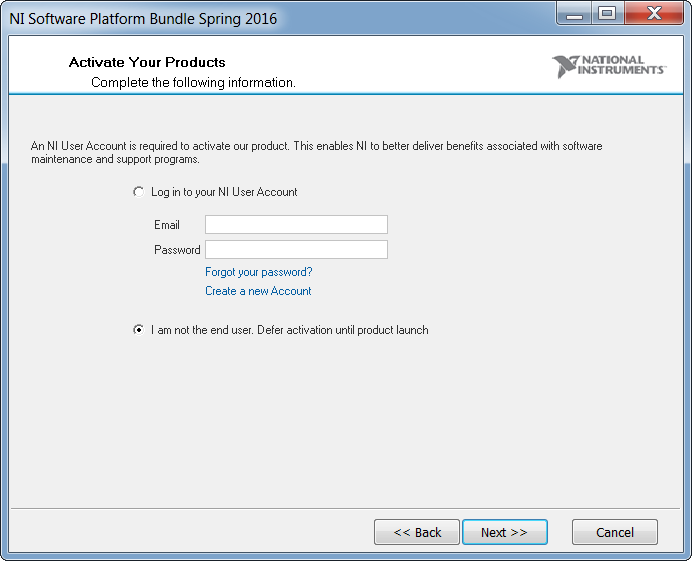 NI Software Platform Bundle Spring 2016
Activate Your Products
Complete the following information.
NATIONAL
INSTRUMENTS
An NI User Account is required to activate our product. This enables NI to better deliver benefits associated with software
maintenance and support programs.
Log in to your NI User Account
Email
Password
Forgot your password?
Create a new Account
I am not the end user. Defer activation until product launch
<< Back
Next >>
Cancel